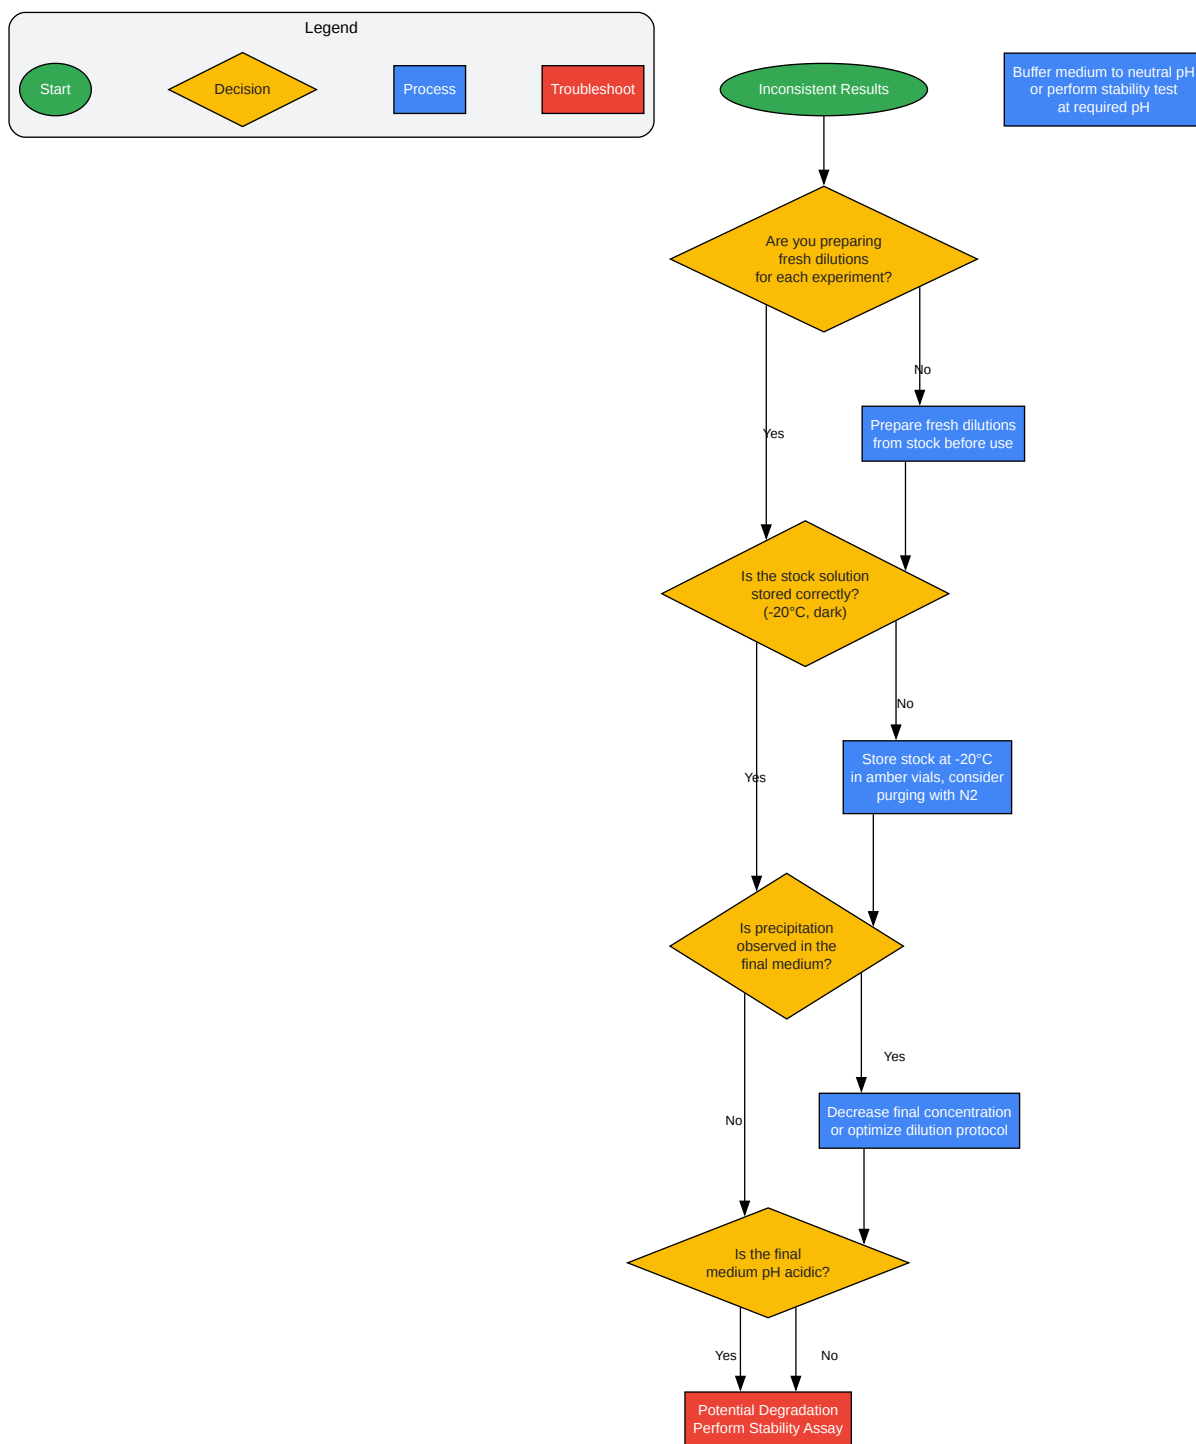 Legend
Start
Decision
Process
Troubleshoot
Inconsistent Results
Buffer medium to neutral pH
or perform stability test
at required pH
Are you preparing
fresh dilutions
for each experiment?
No
Yes
Prepare fresh dilutions
from stock before use
Is the stock solution
stored correctly?
(-20°C, dark)
No
Yes
Store stock at -20°C
in amber vials, consider
purging with N2
Is precipitation
observed in the
final medium?
Yes
No
Decrease final concentration
or optimize dilution protocol
Is the final
medium pH acidic?
Yes
No
Potential Degradation
Perform Stability Assay